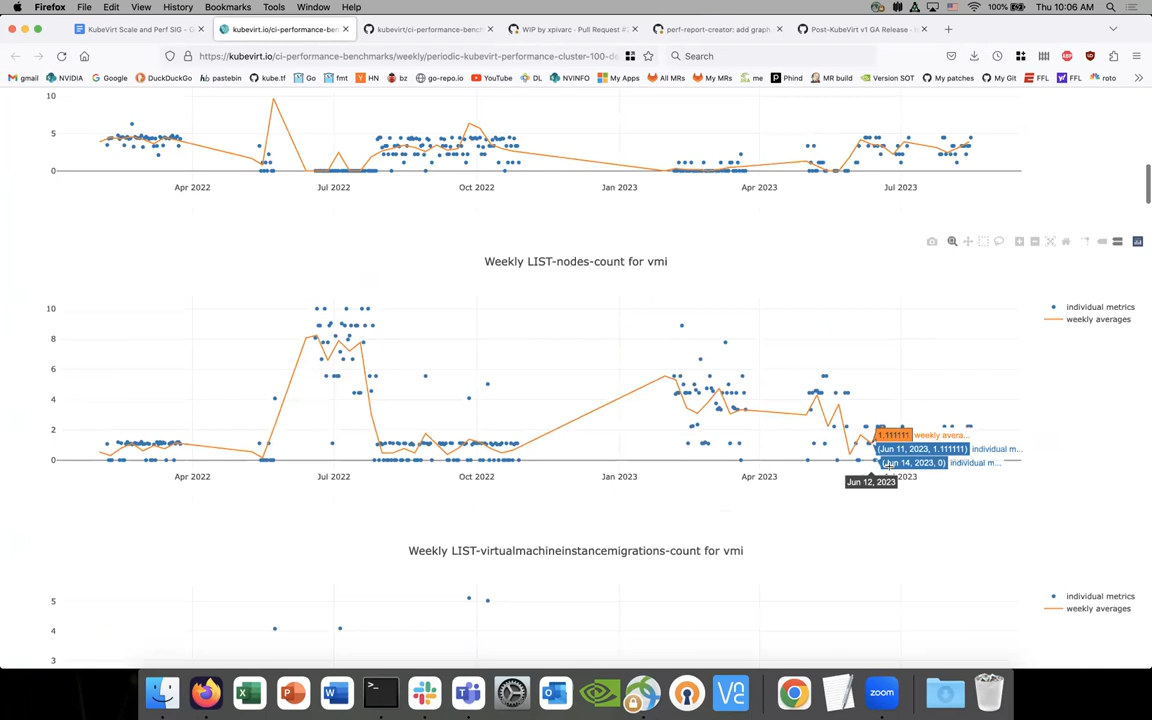 Firefox File Edit View History Bookmarks Tools Window Help 100% Fri Thu 10:06 AM
KubeVirt Scale and Perf SIG - G
kubevirt.io/ci-performance-ben
kubevirt/ci-performance-bench
WIP by xpivarc · Pull Request #
perf-report-creator: add graph
Post-KubeVirt v1 GA Release ·
https://kubevirt.io/ci-performance-benchmarks/weekly/periodic-kubevirt-performance-cluster-100-de
Search
gmail NVIDIA Google DuckDuckGo pastebin kube.tf Go fmt HN bz go-repo.io YouTube DL NVINFO My Apps All MRs My MRs me Phind MR build Version SOT My patches My Git FFL FFL roto
10
5
0
Apr 2022 Jul 2022 Oct 2022 Jan 2023 Apr 2023 Jul 2023
Weekly LIST-nodes-count for vmi
10
8
6
4
2
0
individual metrics
weekly averages
1.111111 weekly avera...
(Jun 11, 2023, 1.111111) individual m...
(Jun 14, 2023, 0) individual m...
Apr 2022 Jul 2022 Oct 2022 Jan 2023 Apr 2023 2023
Jun 12, 2023
Weekly LIST-virtualmachineinstancemigrations-count for vmi
5
4
3
individual metrics
weekly averages
zoom